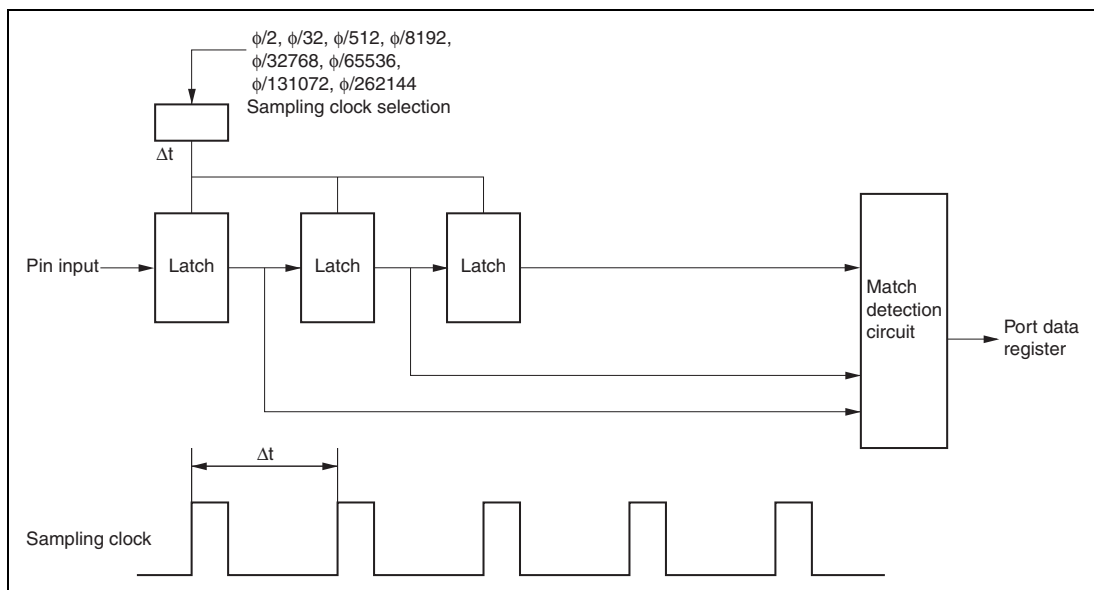 ϕ/2, ϕ/32, ϕ/512, ϕ/8192,
ϕ/32768, ϕ/65536,
ϕ/131072, ϕ/262144
Sampling clock selection
Δt
Pin input
Latch
Latch
Latch
Match
detection
circuit
Port data
register
Δt
Sampling clock